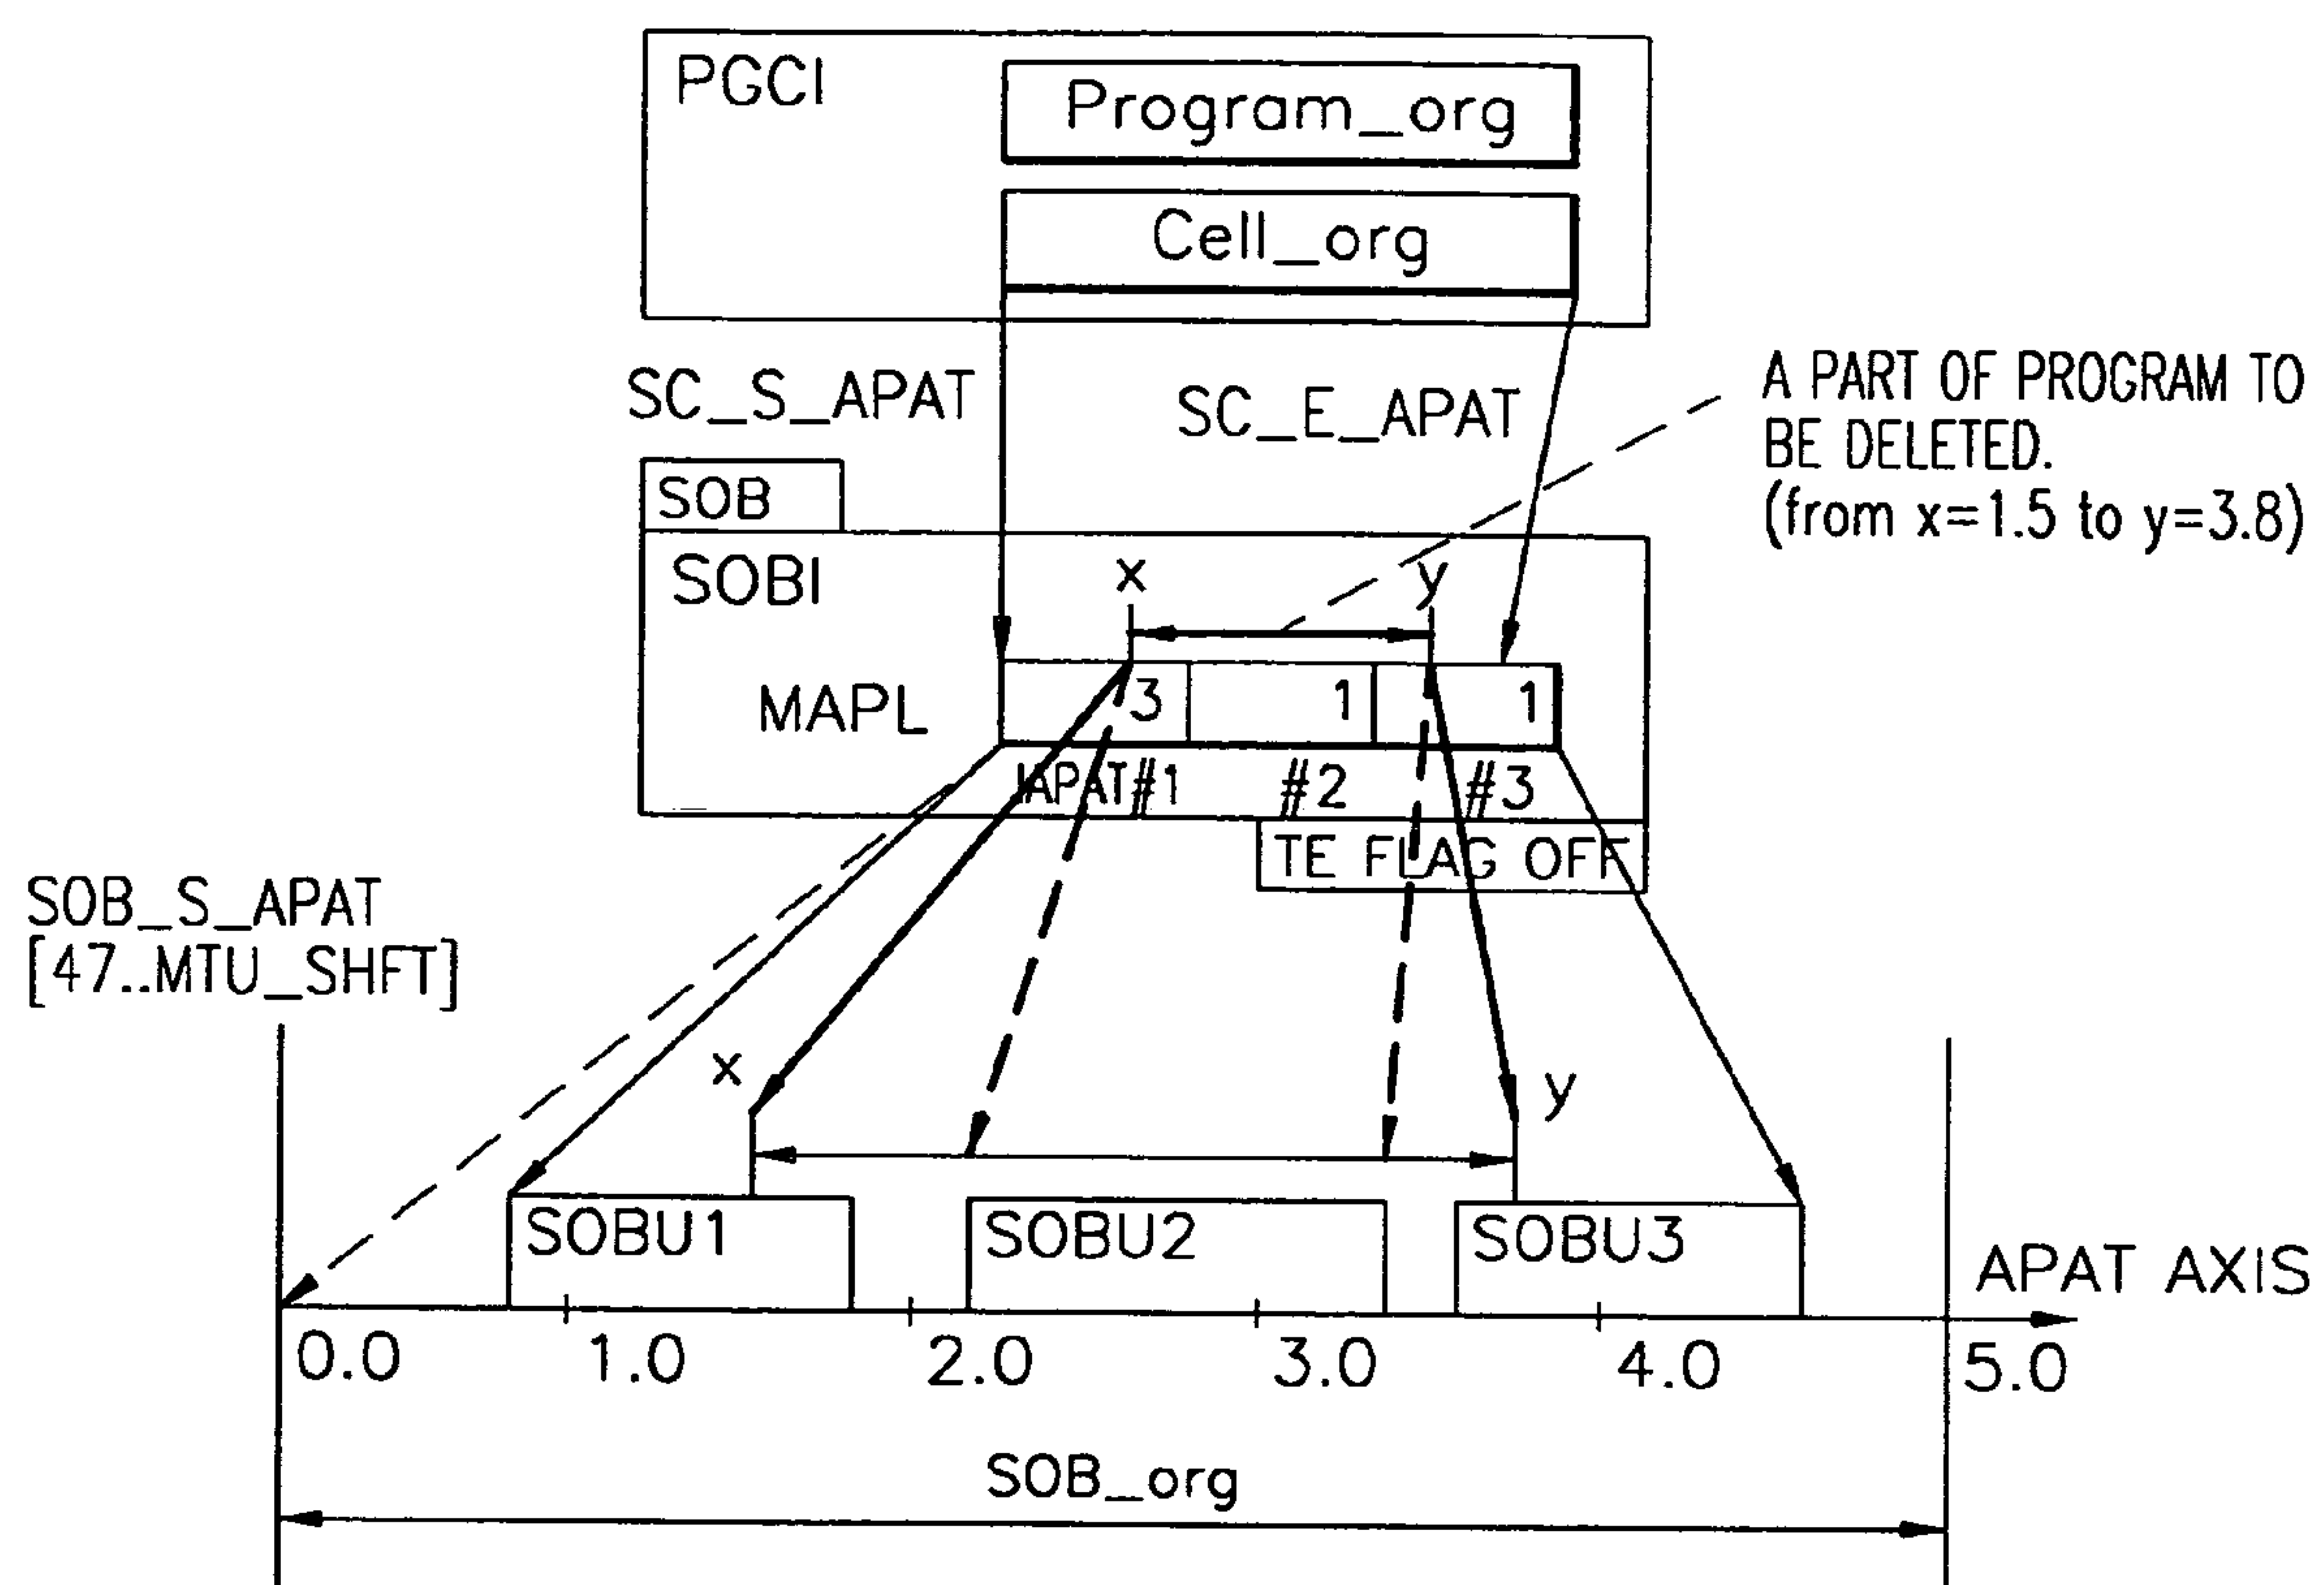 PGCI
Program_org
Cell_org
SC_S_APAT
SC_E_APAT
A PART OF PROGRAM TO
BE DELETED.
(from x=1.5 to y=3.8)
SOB
SOBI
x
y
MAPL
3
1
1
IAPAT#1
#2
#3
TE FLAG OFF
SOB_S_APAT
[47..MTU_SHFT]
x
y
SOBU1
SOBU2
SOBU3
APAT AXIS
0.0
1.0
2.0
3.0
4.0
5.0
SOB_org